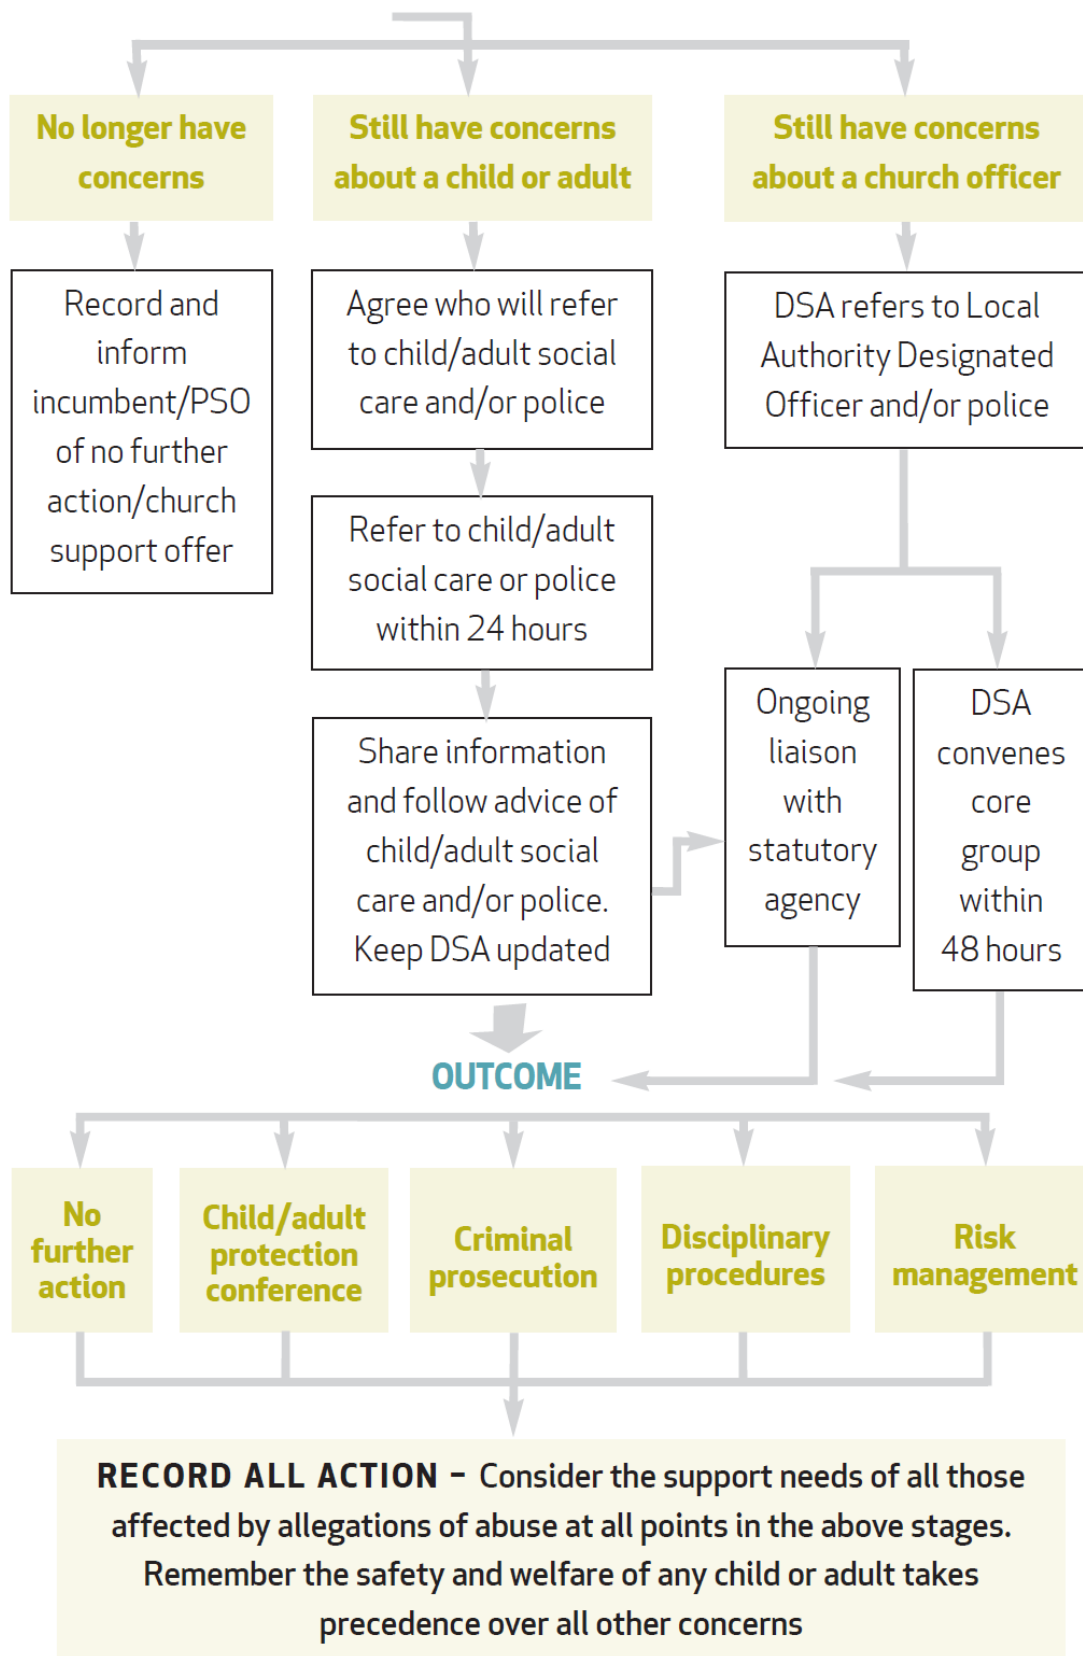 No longer have
concerns
Still have concerns
about a child or adult
Still have concerns
about a church officer
Record and
inform
incumbent/PSO
of no further
action/church
support offer
Agree who will refer
to child/adult social
care and/or police
DSA refers to Local
Authority Designated
Officer and/or police
Refer to child/adult
social care or police
within 24 hours
Share information
and follow advice of
child/adult social
care and/or police.
Keep DSA updated
Ongoing
liaison
with
statutory
agency
DSA
convenes
core
group
within
48 hours
OUTCOME
No
further
action
Child/adult
protection
conference
Criminal
prosecution
Disciplinary
procedures
Risk
management
RECORD ALL ACTION – Consider the support needs of all those
affected by allegations of abuse at all points in the above stages.
Remember the safety and welfare of any child or adult takes
precedence over all other concerns